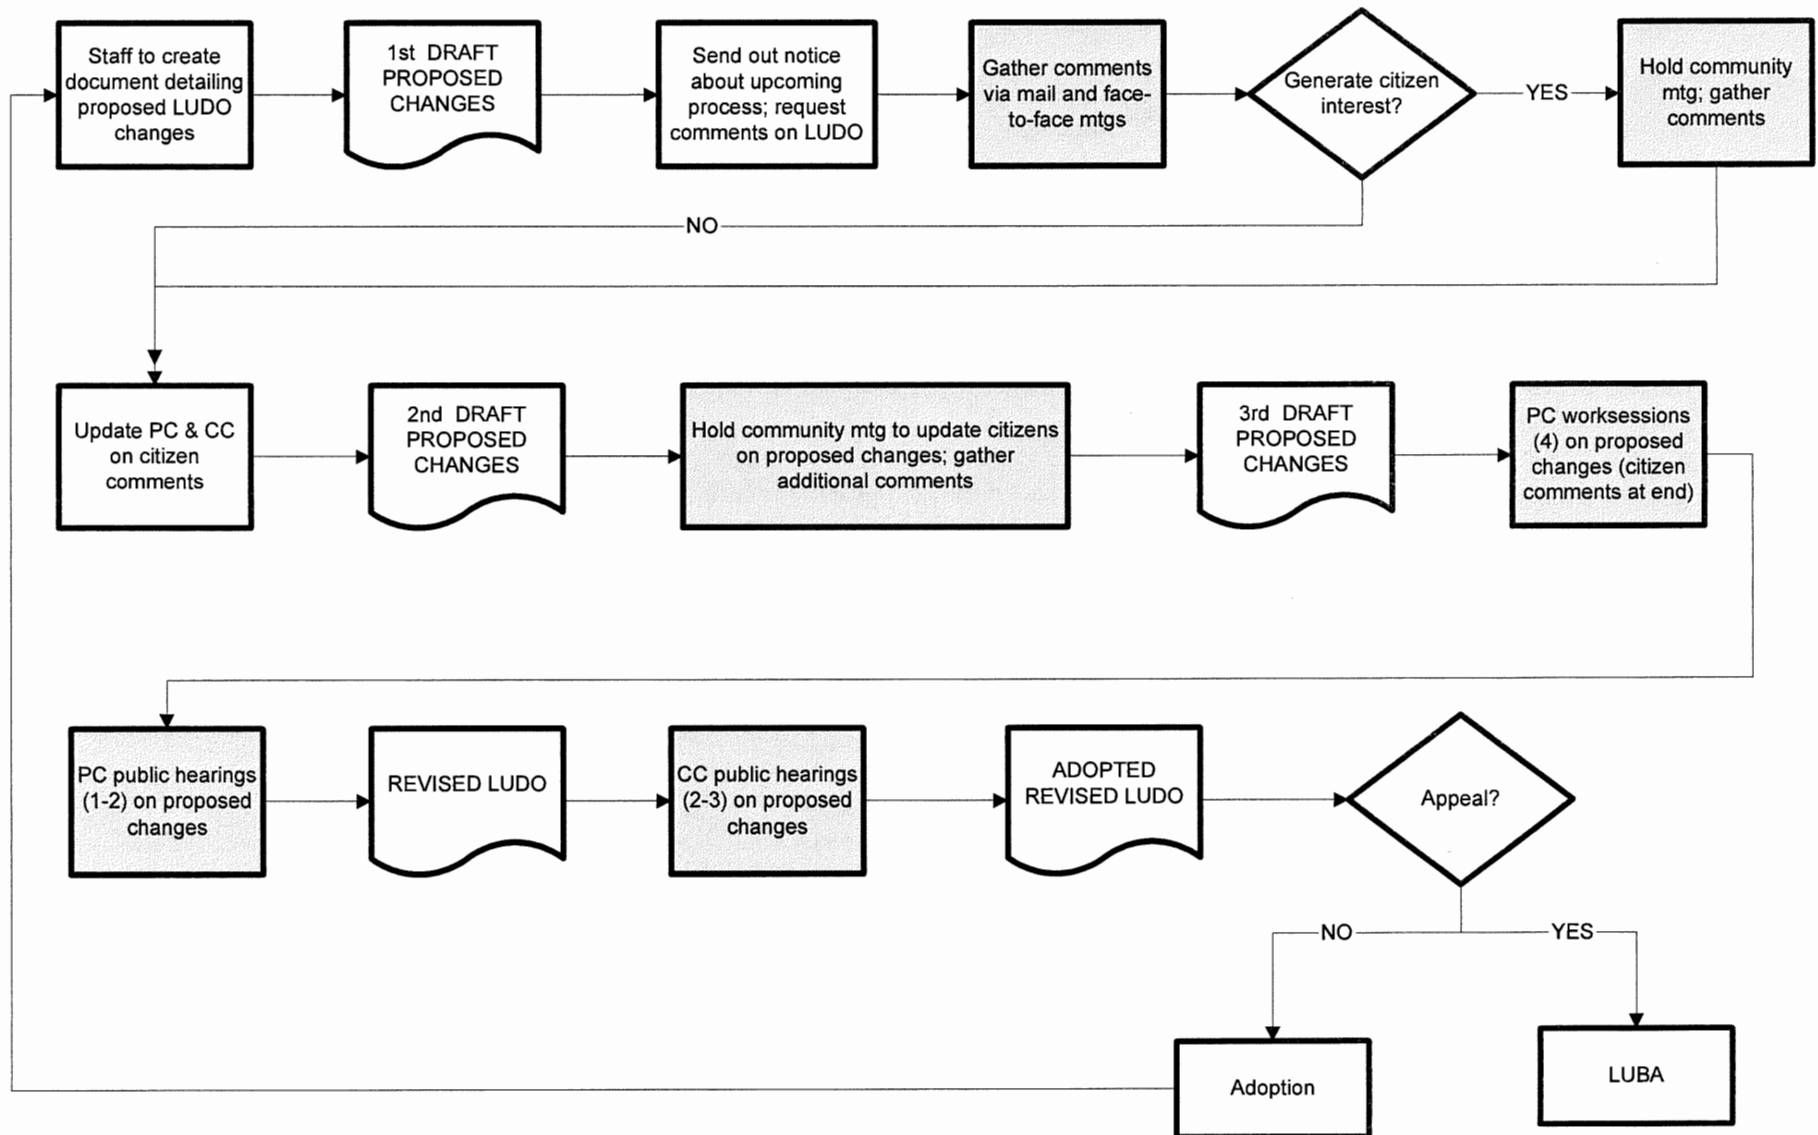 Staff to create
document detailing
proposed LUDO
changes
1st DRAFT
PROPOSED
CHANGES
Send out notice
about upcoming
process; request
comments on LUDO
Gather comments
via mail and face-
to-face mtgs
Generate citizen
interest?
YES
Hold community
mtg; gather
comments
NO
Update PC & CC
on citizen
comments
2nd DRAFT
PROPOSED
CHANGES
Hold community mtg to update citizens
on proposed changes; gather
additional comments
3rd DRAFT
PROPOSED
CHANGES
PC worksessions
(4) on proposed
changes (citizen
comments at end)
PC public hearings
(1-2) on proposed
changes
REVISED LUDO
CC public hearings
(2-3) on proposed
changes
ADOPTED
REVISED LUDO
Appeal?
NO
YES
Adoption
LUBA